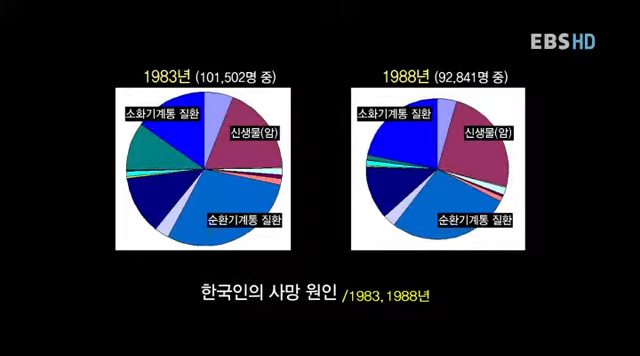 EBS HD
1983년 (101,502명 중)
소화기계통 질환
신생물(암)
순환기계통 질환
1988년 (92,841명 중)
소화기계통 질환
신생물(암)
순환기계통 질환
한국인의 사망 원인 /1983, 1988년